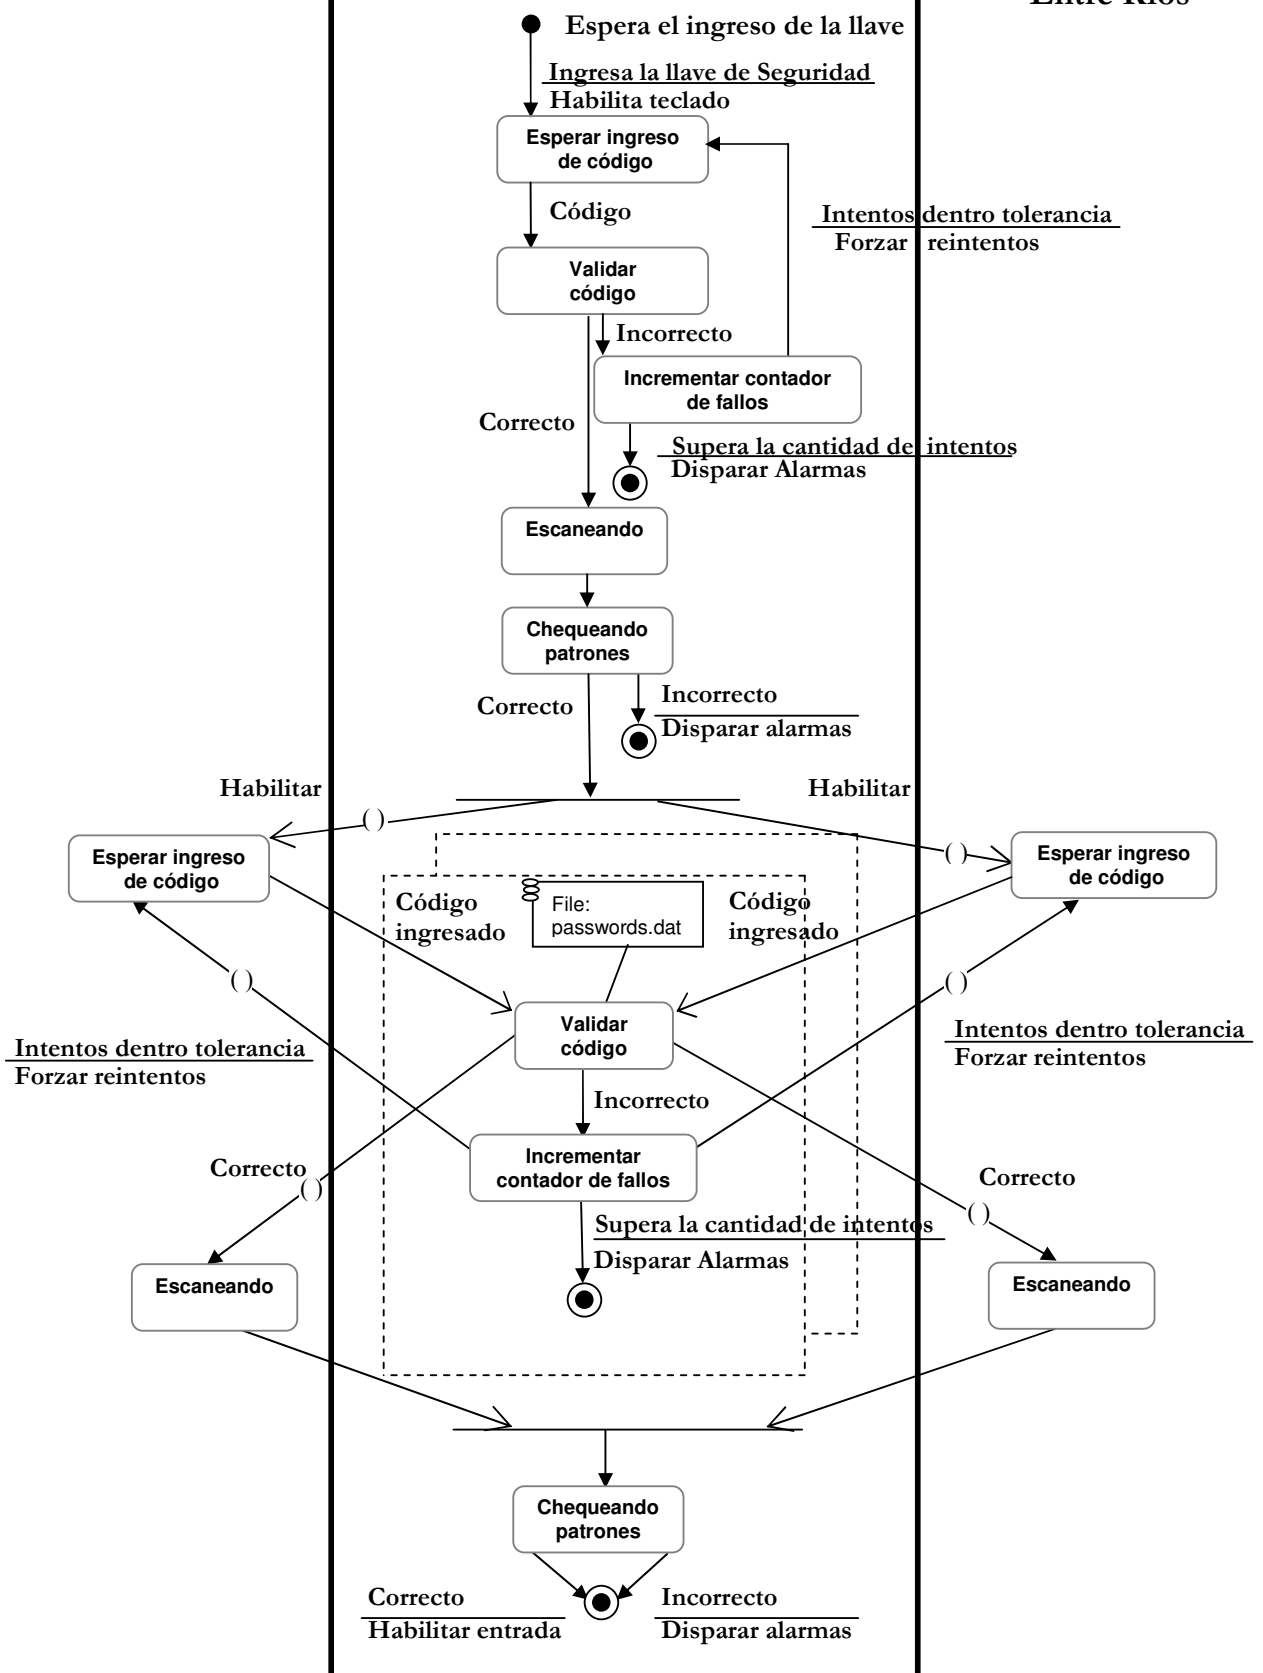 Entre Ríos
Espera el ingreso de la llave
Ingresa la llave de Seguridad
Habilita teclado
Esperar ingreso
de código
Código
Intentos dentro tolerancia
Forzar reintentos
Validar
código
Incorrecto
Incrementar contador
de fallos
Correcto
Supera la cantidad de intentos
Disparar Alarmas
Escaneando
Chequeando
patrones
Correcto
Incorrecto
Disparar alarmas
Habilitar
Habilitar
( )
( )
Esperar ingreso
de código
Esperar ingreso
de código
Código
ingresado
File:
passwords.dat
Código
ingresado
( )
( )
Validar
código
Intentos dentro tolerancia
Forzar reintentos
Intentos dentro tolerancia
Forzar reintentos
Incorrecto
Incrementar
contador de fallos
Correcto
( )
Correcto
( )
Supera la cantidad de intentos
Disparar Alarmas
Escaneando
Escaneando
Chequeando
patrones
Correcto
Habilitar entrada
Incorrecto
Disparar alarmas